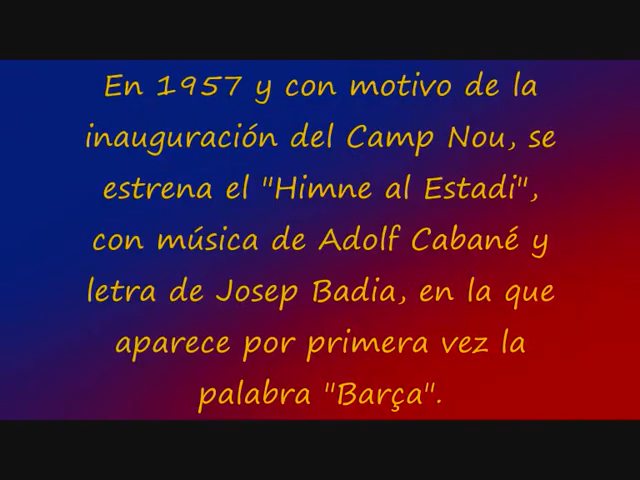 En 1957 y con motivo de la
inauguración del Camp Nou, se
estrena el "Himne al Estadi",
con música de Adolf Cabané y
letra de Josep Badia, en la que
aparece por primera vez la
palabra "Barça".